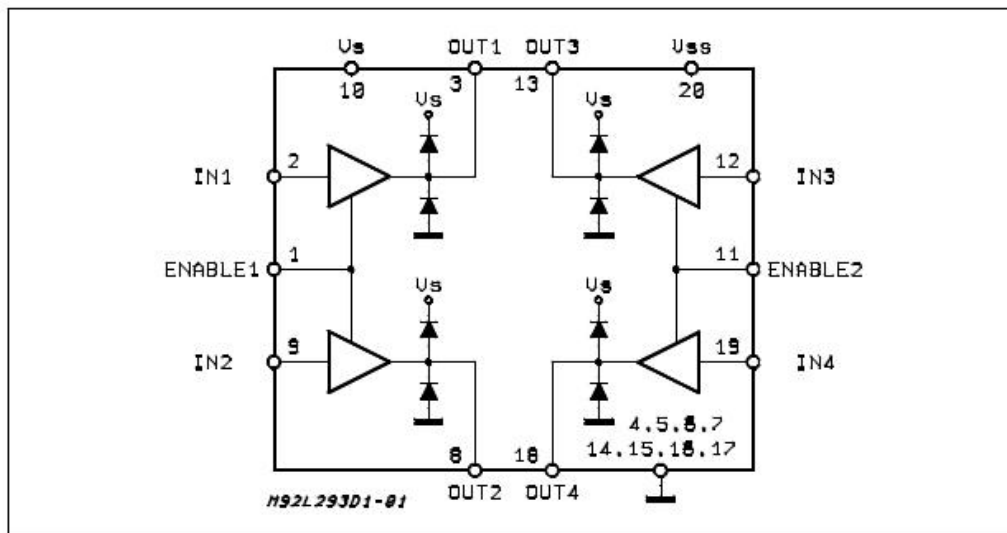 Vs OUT1 OUT3 Vss
10 3 13 20
Vs Vs
IN1 2 12 IN3
ENABLE1 1 11 ENABLE2
Vs Vs
IN2 9 19 IN4
4.5.6.7
8 18 14.15.16.17
OUT2 OUT4
M92L293D1-01